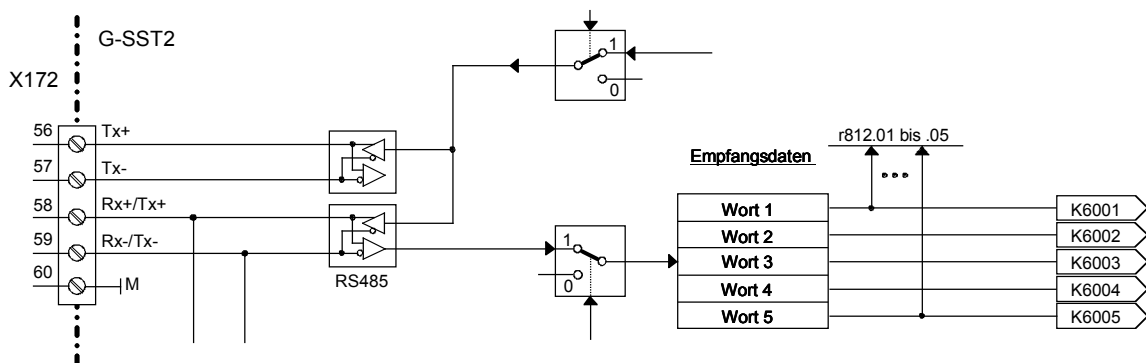 G-SST2
X172
1
0
56 Tx+
57 Tx-
58 Rx+/Tx+
59 Rx-/Tx-
60 M
RS485
1
0
r812.01 bis .05
Empfangsdaten
Wort 1 K6001
Wort 2 K6002
Wort 3 K6003
Wort 4 K6004
Wort 5 K6005